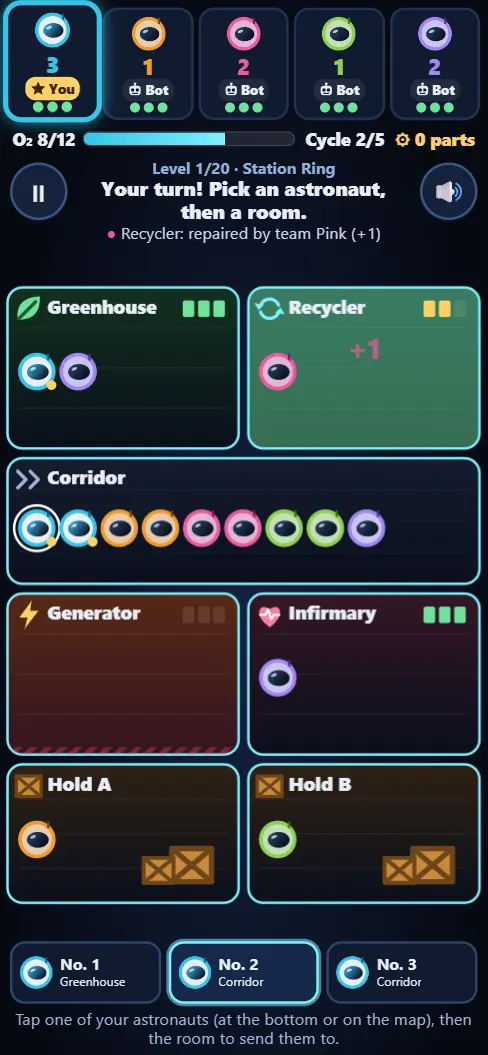 3
1
2
1
2
You
Bot
Bot
Bot
Bot
O₂ 8/12
Cycle 2/5
0 parts
Level 1/20 · Station Ring
Your turn! Pick an astronaut,
then a room.
Recycler: repaired by team Pink (+1)
Greenhouse
Recycler
+1
Corridor
Generator
Infirmary
Hold A
Hold B
No. 1
Greenhouse
No. 2
Corridor
No. 3
Corridor
Tap one of your astronauts (at the bottom or on the map), then
the room to send them to.